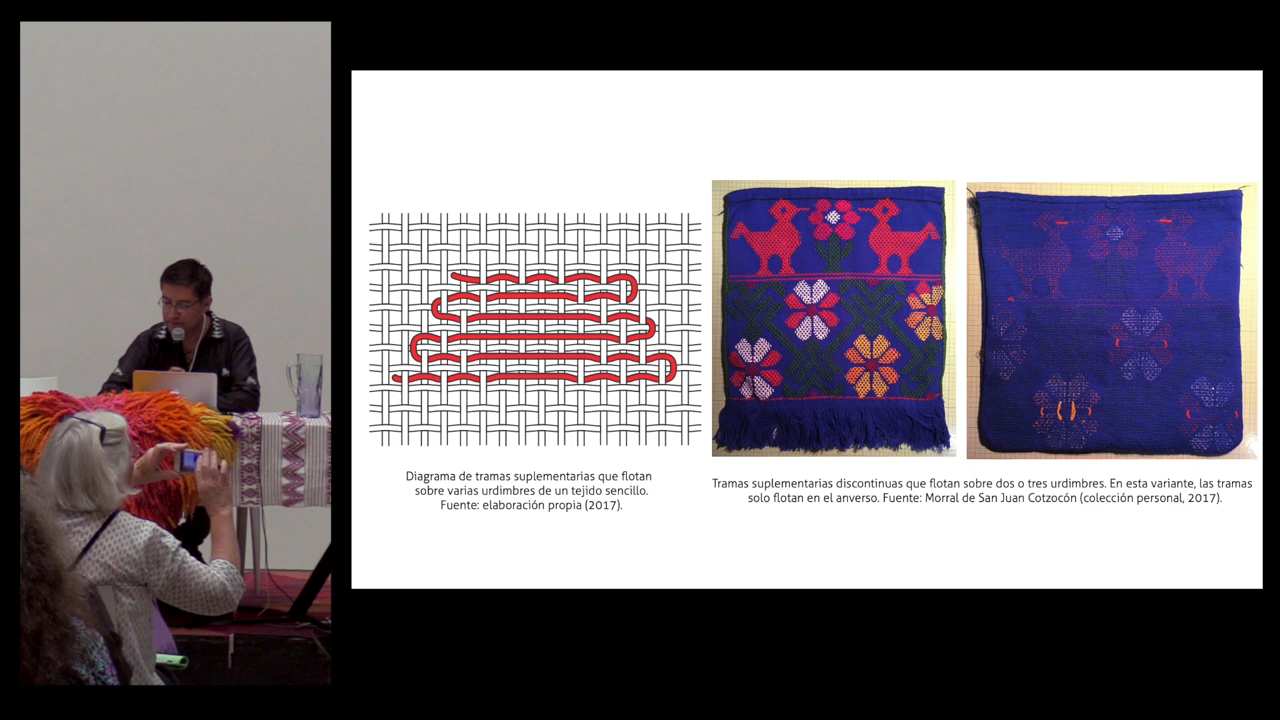 Diagrama de tramas suplementarias que flotan
sobre varias urdimbres de un tejido sencillo.
Fuente: elaboración propia (2017).
Tramas suplementarias discontinuas que flotan sobre dos o tres urdimbres. En esta variante, las tramas
solo flotan en el anverso. Fuente: Morral de San Juan Cotzocón (colección personal, 2017).